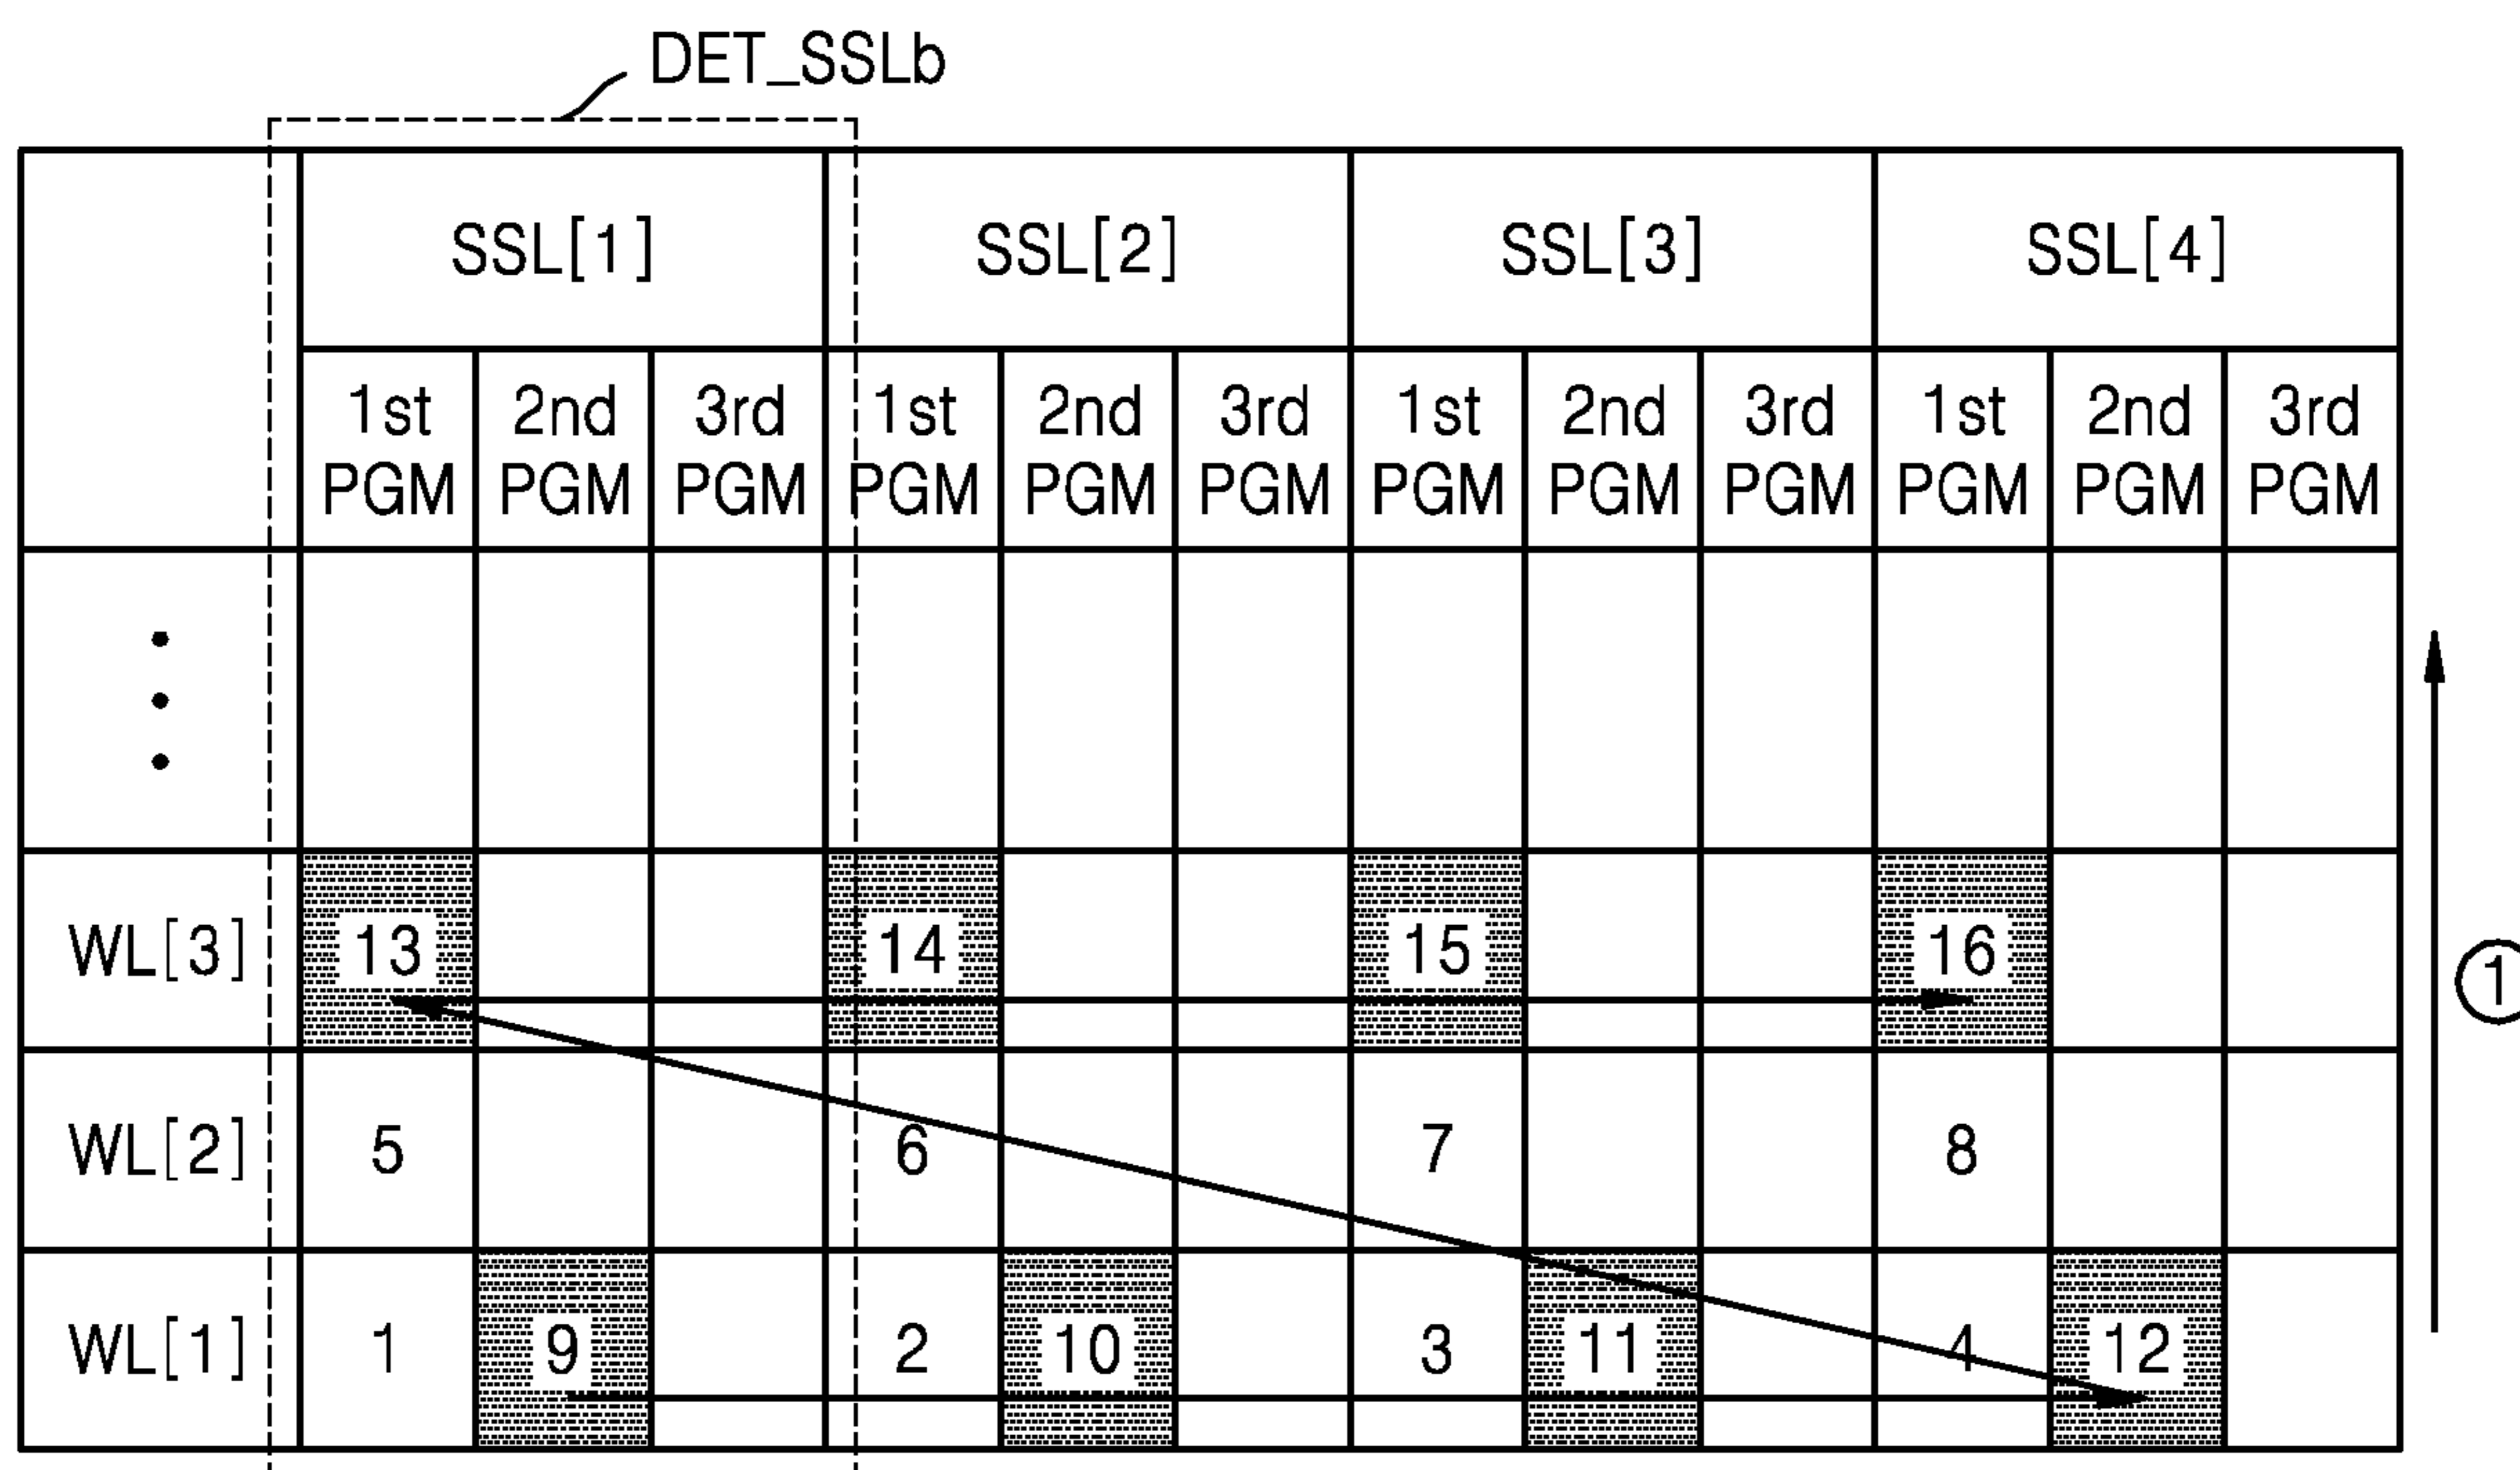 DET_SSLb
SSL[1] SSL[2] SSL[3] SSL[4]
1st PGM 2nd PGM 3rd PGM 1st PGM 2nd PGM 3rd PGM 1st PGM 2nd PGM 3rd PGM 1st PGM 2nd PGM 3rd PGM
WL[3] 13 14 15 16
①
WL[2] 5 6 7 8
WL[1] 1 9 2 10 3 11 4 12